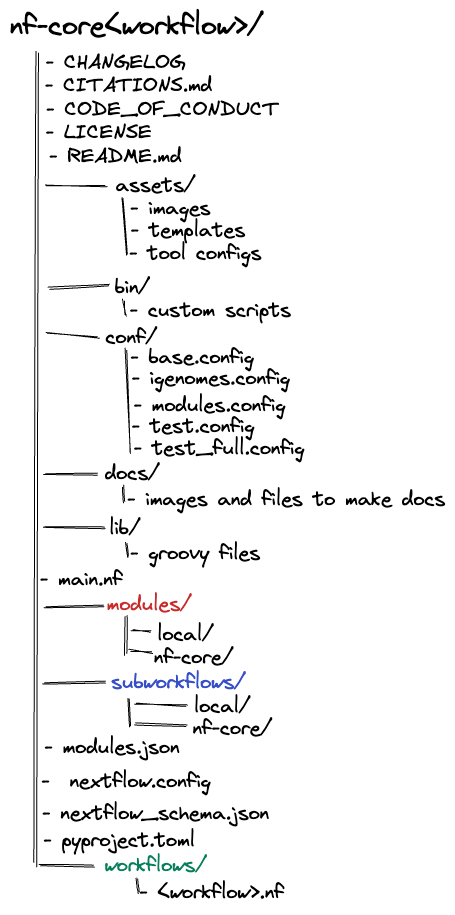 nf-core<workflow>/
- CHANGELOG
- CITATIONS.md
- CODE_OF_CONDUCT
- LICENSE
- README.md
assets/
- images
- templates
- tool configs
bin/
- custom scripts
conf/
- base.config
- igenomes.config
- modules.config
- test.config
- test_full.config
docs/
- images and files to make docs
lib/
- groovy files
- main.nf
modules/
local/
nf-core/
subworkflows/
local/
nf-core/
- modules.json
- nextflow.config
- nextflow_schema.json
- pyproject.toml
workflows/
- <workflow>.nf